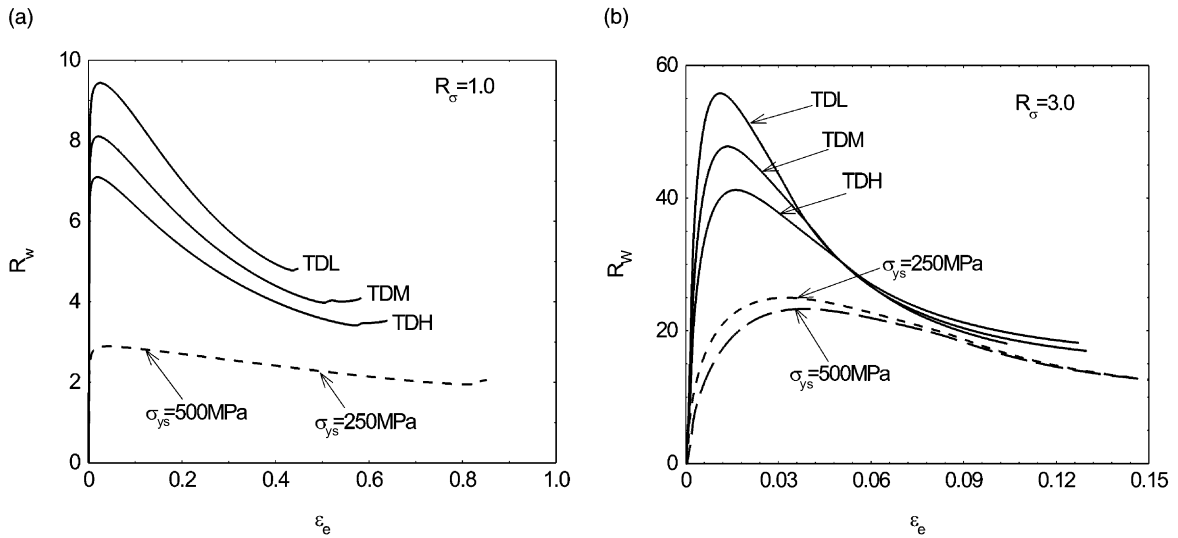 (a)
10
8
6
4
2
0
R_w
R_σ=1.0
TDL
TDM
TDH
σ_ys=500MPa
σ_ys=250MPa
0 0.2 0.4 0.6 0.8 1.0
ε_e
(b)
60
40
20
0
R_W
R_σ=3.0
TDL
TDM
TDH
σ_ys=250MPa
σ_ys=500MPa
0 0.03 0.06 0.09 0.12 0.15
ε_e